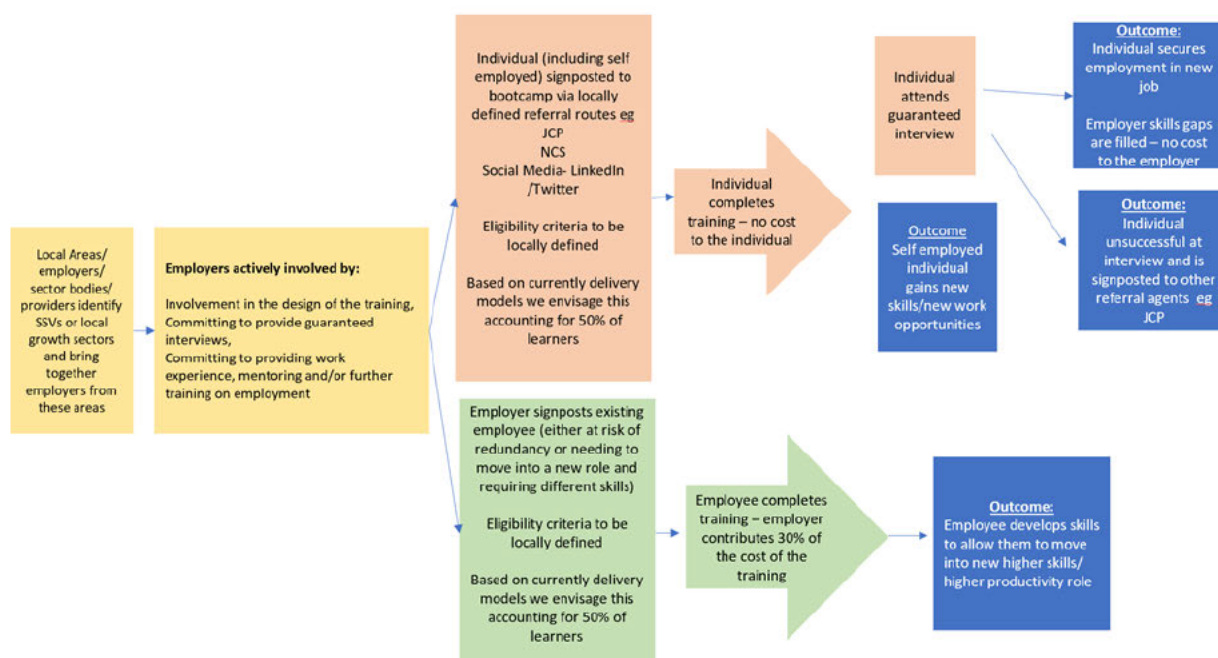 Local Areas/
employers/
sector bodies/
providers identify
SSVs or local
growth sectors
and bring
together
employers from
these areas
Employers actively involved by:
Involvement in the design of the training,
Committing to provide guaranteed
interviews,
Committing to providing work
experience, mentoring and/or further
training on employment
Individual (including self
employed) signposted to
bootcamp via locally
defined referral routes eg
JCP
NCS
Social Media- LinkedIn
/Twitter
Eligibility criteria to be
locally defined
Based on currently delivery
models we envisage this
accounting for 50% of
learners
Individual
completes
training – no cost
to the individual
Individual
attends
guaranteed
interview
Outcome:
Individual secures
employment in new
job
Employer skills gaps
are filled – no cost
to the employer
Outcome
Self employed
individual
gains new
skills/new work
opportunities
Outcome:
Individual
unsuccessful at
interview and is
signposted to other
referral agents eg
JCP
Employer signposts existing
employee (either at risk of
redundancy or needing to
move into a new role and
requiring different skills)
Eligibility criteria to be
locally defined
Based on currently delivery
models we envisage this
accounting for 50% of
learners
Employee completes
training – employer
contributes 30% of
the cost of the
training
Outcome:
Employee develops skills
to allow them to move
into new higher skills/
higher productivity role